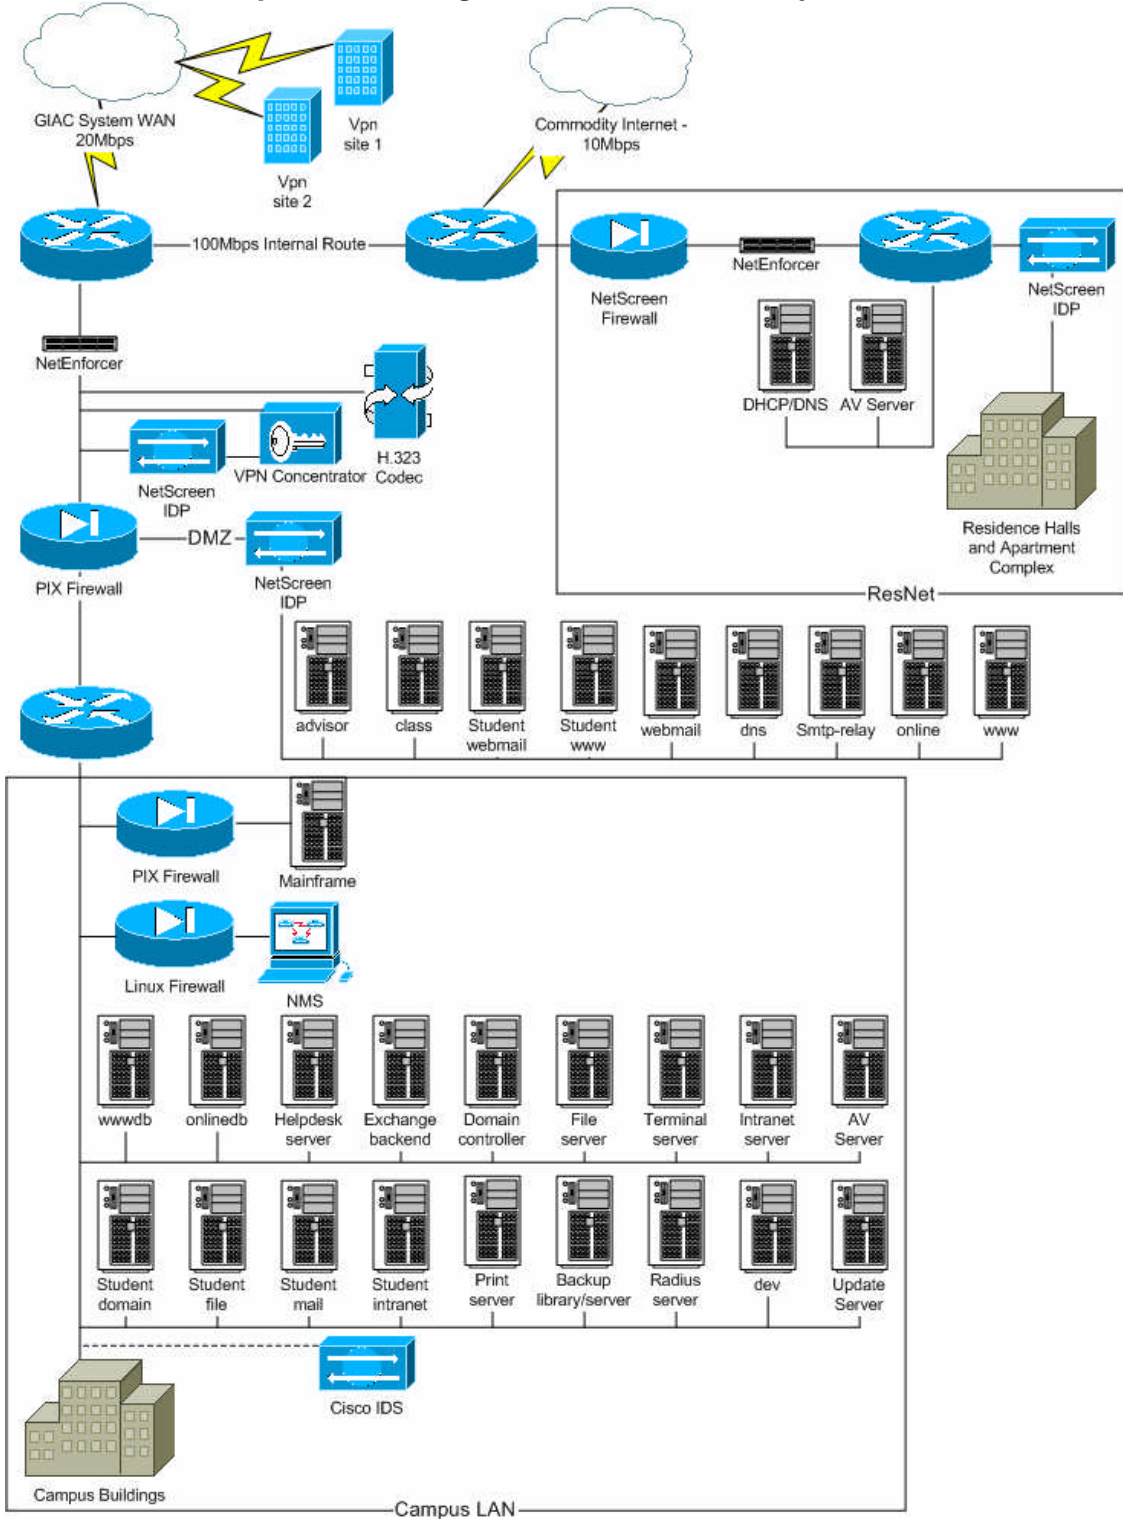 GIAC System WAN
20Mbps
Vpn
site 1
Vpn
site 2
Commodity Internet -
10Mbps
100Mbps Internal Route
NetScreen
Firewall
NetEnforcer
NetScreen
IDP
DHCP/DNS
AV Server
Residence Halls
and Apartment
Complex
ResNet
NetEnforcer
H.323
Codec
VPN Concentrator
NetScreen
IDP
PIX Firewall
DMZ
NetScreen
IDP
advisor
class
Student
webmail
Student
www
webmail
dns
Smtp-relay
online
www
PIX Firewall
Mainframe
Linux Firewall
NMS
wwwdb
onlinedb
Helpdesk
server
Exchange
backend
Domain
controller
File
server
Terminal
server
Intranet
server
AV
Server
Student
domain
Student
file
Student
mail
Student
intranet
Print
server
Backup
library/server
Radius
server
dev
Update
Server
Cisco IDS
Campus Buildings
Campus LAN